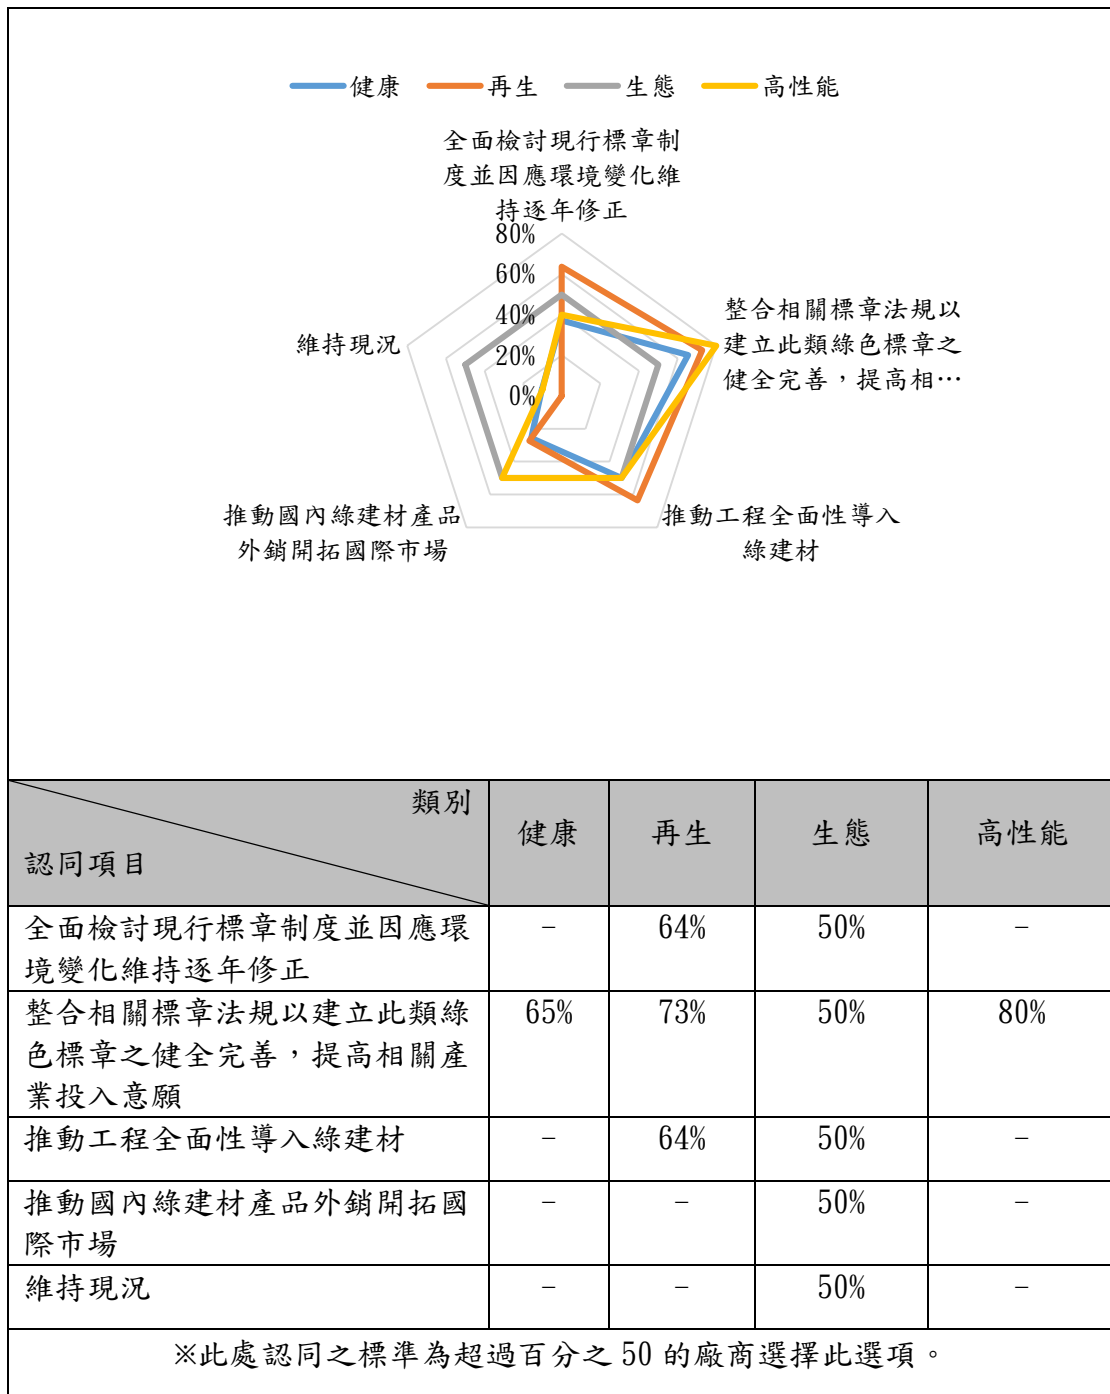 健康 再生 生態 高性能
全面檢討現行標章制
度並因應環境變化維
持逐年修正
80%
60%
40%
20%
0%
整合相關標章法規以
建立此類綠色標章之
健全完善，提高相…
維持現況
推動國內綠建材產品
外銷開拓國際市場
推動工程全面性導入
綠建材
類別
認同項目
健康 再生 生態 高性能
全面檢討現行標章制度並因應環
境變化維持逐年修正
– 64% 50% –
整合相關標章法規以建立此類綠
色標章之健全完善，提高相關產
業投入意願
65% 73% 50% 80%
推動工程全面性導入綠建材
– 64% 50% –
推動國內綠建材產品外銷開拓國
際市場
– – 50% –
維持現況
– – 50% –
※此處認同之標準為超過百分之 50 的廠商選擇此選項。